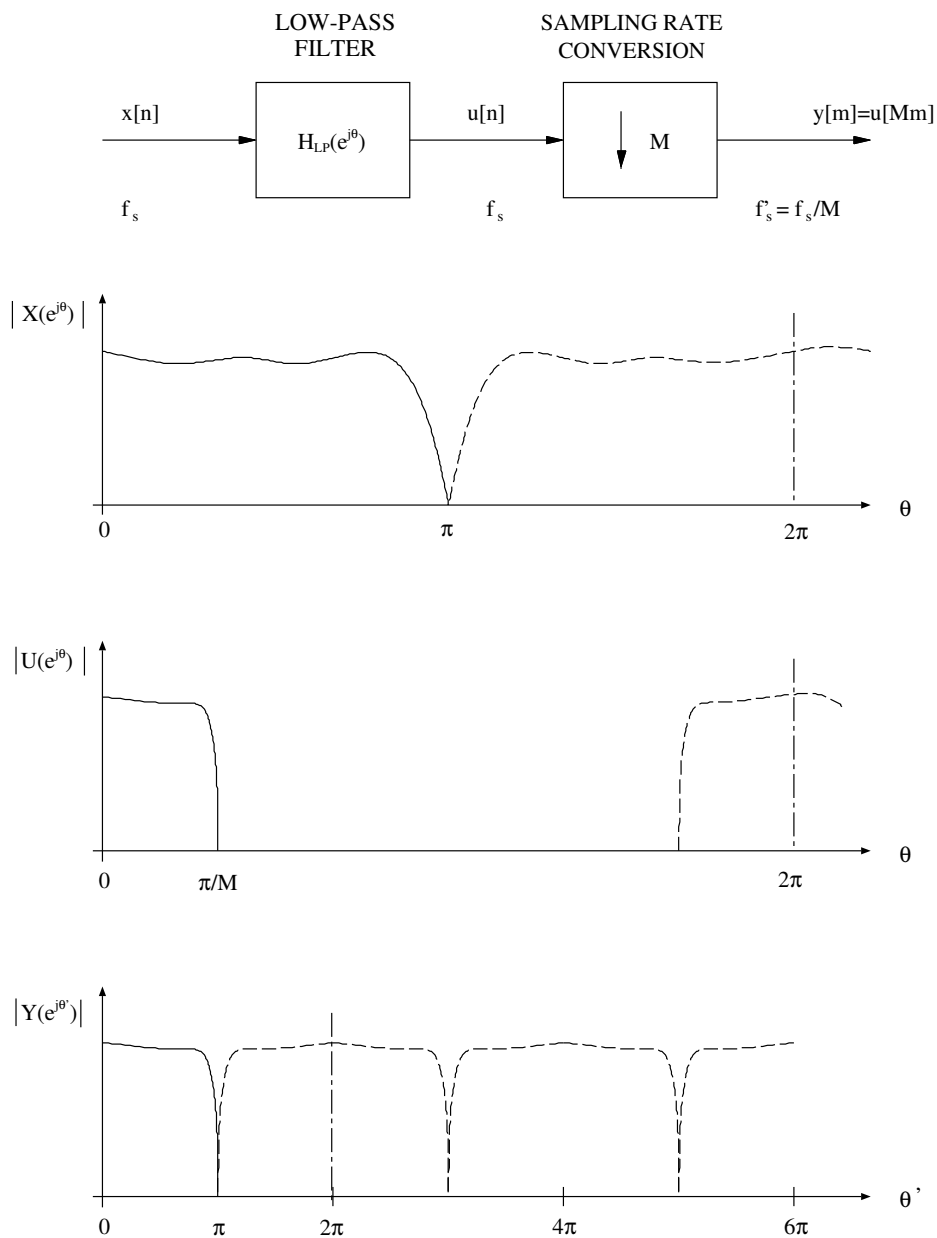 LOW-PASS
FILTER
SAMPLING RATE
CONVERSION
x[n]
H_LP(e^jθ)
u[n]
M
y[m]=u[Mm]
f_s
f_s
f'_s = f_s/M
|X(e^jθ)|
0
π
2π
θ
|U(e^jθ)|
0
π/M
2π
θ
|Y(e^jθ')|
0
π
2π
4π
6π
θ'